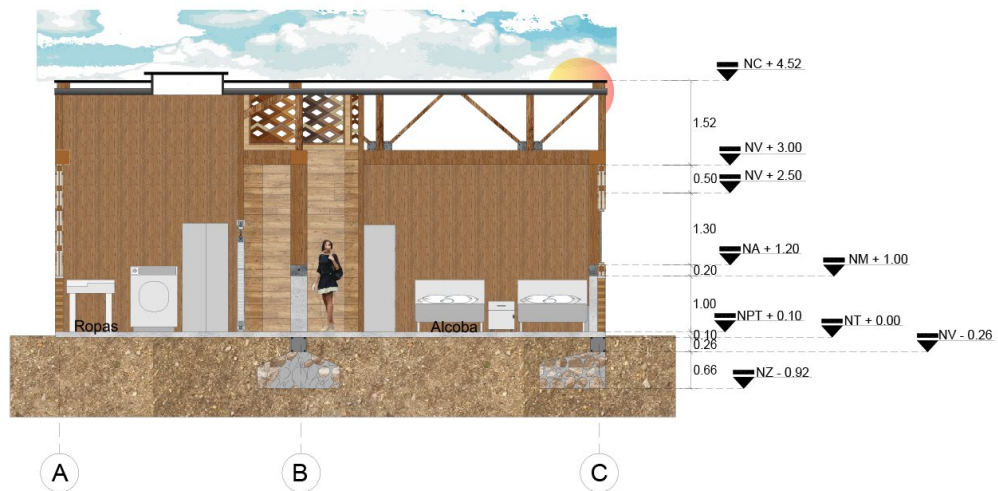 NC + 4.52
1.52
NV + 3.00
0.50
NV + 2.50
1.30
NA + 1.20
0.20
NM + 1.00
1.00
NPT + 0.10
NT + 0.00
0.10
0.26
NV - 0.26
0.66
NZ - 0.92
Ropas
Alcoba
A
B
C